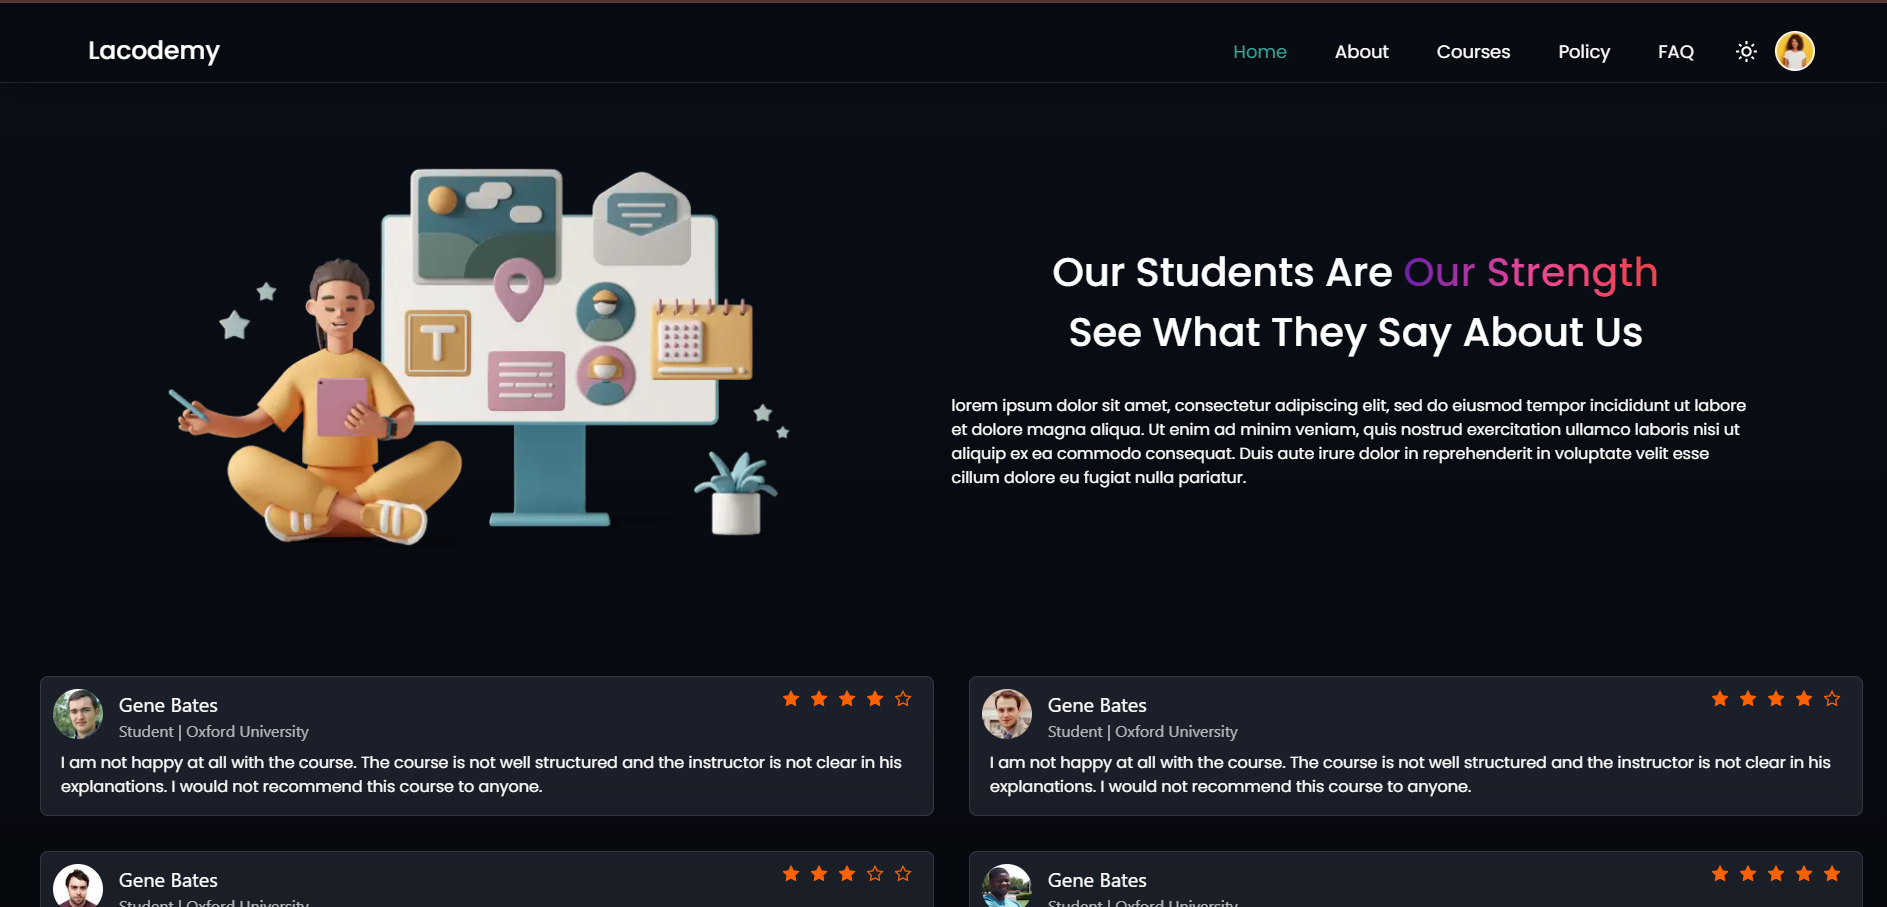 Lacodemy
Home About Courses Policy FAQ
T
Our Students Are Our Strength
See What They Say About Us
lorem ipsum dolor sit amet, consectetur adipiscing elit, sed do eiusmod tempor incididunt ut labore
et dolore magna aliqua. Ut enim ad minim veniam, quis nostrud exercitation ullamco laboris nisi ut
aliquip ex ea commodo consequat. Duis aute irure dolor in reprehenderit in voluptate velit esse
cillum dolore eu fugiat nulla pariatur.
Gene Bates
Student | Oxford University
I am not happy at all with the course. The course is not well structured and the instructor is not clear in his
explanations. I would not recommend this course to anyone.
Gene Bates
Student | Oxford University
I am not happy at all with the course. The course is not well structured and the instructor is not clear in his
explanations. I would not recommend this course to anyone.
Gene Bates
Student | Oxford University
Gene Bates
Student | Oxford University